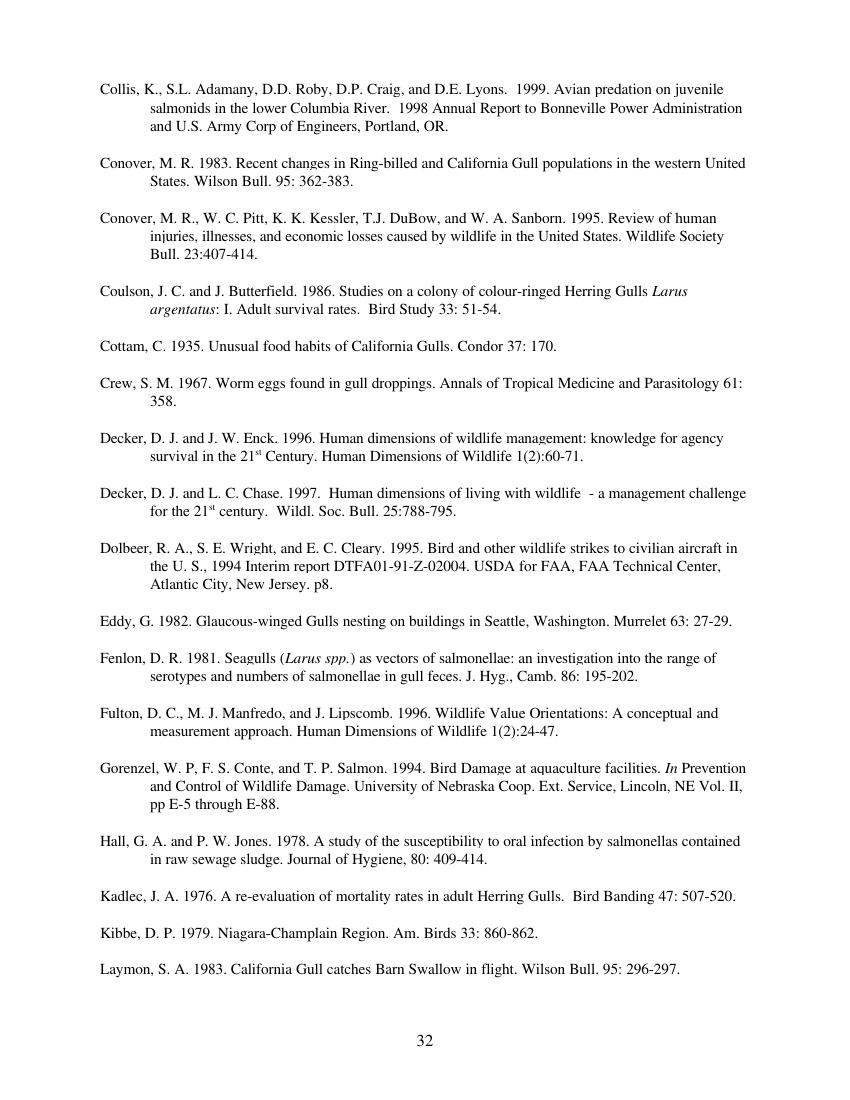 Collis, K., S.L. Adamany, D.D. Roby, D.P. Craig, and D.E. Lyons.  1999. Avian predation on juvenile
salmonids in the lower Columbia River.  1998 Annual Report to Bonneville Power Administration
and U.S. Army Corp of Engineers, Portland, OR.
Conover, M. R. 1983. Recent changes in Ring-billed and California Gull populations in the western United
States. Wilson Bull. 95: 362-383.
Conover, M. R., W. C. Pitt, K. K. Kessler, T.J. DuBow, and W. A. Sanborn. 1995. Review of human
injuries, illnesses, and economic losses caused by wildlife in the United States. Wildlife Society
Bull. 23:407-414.
Coulson, J. C. and J. Butterfield. 1986. Studies on a colony of colour-ringed Herring Gulls Larus
argentatus: I. Adult survival rates.  Bird Study 33: 51-54.
Cottam, C. 1935. Unusual food habits of California Gulls. Condor 37: 170.
Crew, S. M. 1967. Worm eggs found in gull droppings. Annals of Tropical Medicine and Parasitology 61:
358.
Decker, D. J. and J. W. Enck. 1996. Human dimensions of wildlife management: knowledge for agency
survival in the 21st Century. Human Dimensions of Wildlife 1(2):60-71.
Decker, D. J. and L. C. Chase. 1997.  Human dimensions of living with wildlife  - a management challenge
for the 21st century.  Wildl. Soc. Bull. 25:788-795.
Dolbeer, R. A., S. E. Wright, and E. C. Cleary. 1995. Bird and other wildlife strikes to civilian aircraft in
the U. S., 1994 Interim report DTFA01-91-Z-02004. USDA for FAA, FAA Technical Center,
Atlantic City, New Jersey. p8.
Eddy, G. 1982. Glaucous-winged Gulls nesting on buildings in Seattle, Washington. Murrelet 63: 27-29.
Fenlon, D. R. 1981. Seagulls (Larus spp.) as vectors of salmonellae: an investigation into the range of
serotypes and numbers of salmonellae in gull feces. J. Hyg., Camb. 86: 195-202.
Fulton, D. C., M. J. Manfredo, and J. Lipscomb. 1996. Wildlife Value Orientations: A conceptual and
measurement approach. Human Dimensions of Wildlife 1(2):24-47.
Gorenzel, W. P, F. S. Conte, and T. P. Salmon. 1994. Bird Damage at aquaculture facilities. In Prevention
and Control of Wildlife Damage. University of Nebraska Coop. Ext. Service, Lincoln, NE Vol. II,
pp E-5 through E-88.
Hall, G. A. and P. W. Jones. 1978. A study of the susceptibility to oral infection by salmonellas contained
in raw sewage sludge. Journal of Hygiene, 80: 409-414.
Kadlec, J. A. 1976. A re-evaluation of mortality rates in adult Herring Gulls.  Bird Banding 47: 507-520.
Kibbe, D. P. 1979. Niagara-Champlain Region. Am. Birds 33: 860-862.
Laymon, S. A. 1983. California Gull catches Barn Swallow in flight. Wilson Bull. 95: 296-297.
32